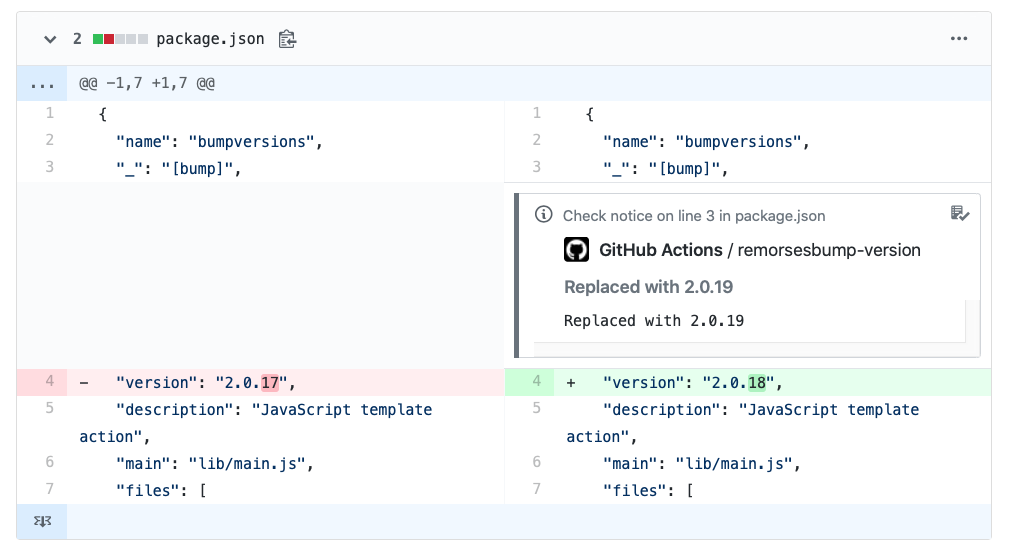 2 package.json
... @@ -1,7 +1,7 @@
1 {
2 "name": "bumpversions",
3 "_": "[bump]",
4 - "version": "2.0.17",
5 "description": "JavaScript template
action",
6 "main": "lib/main.js",
7 "files": [
1 {
2 "name": "bumpversions",
3 "_": "[bump]",
Check notice on line 3 in package.json
GitHub Actions / remorsesbump-version
Replaced with 2.0.19
Replaced with 2.0.19
4 + "version": "2.0.18",
5 "description": "JavaScript template
action",
6 "main": "lib/main.js",
7 "files": [